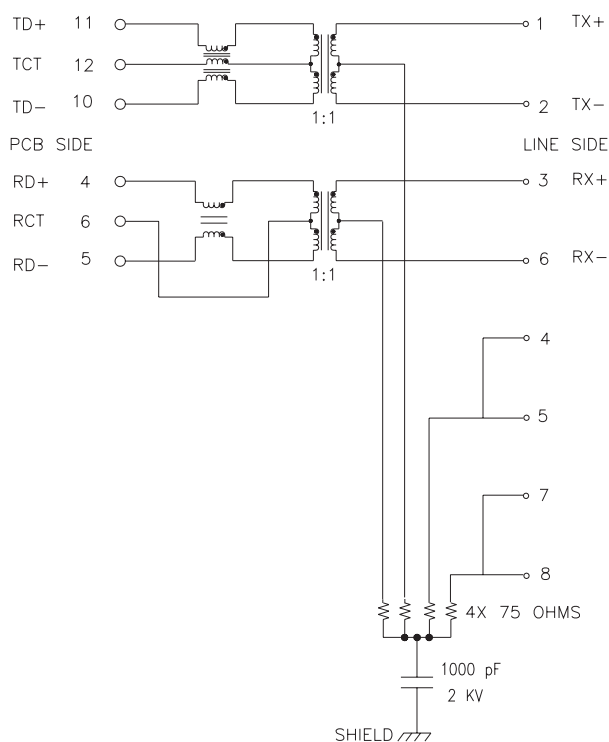 TD+ 11 1 TX+
TCT 12
TD- 10 2 TX-
1:1
PCB SIDE LINE SIDE
RD+ 4 3 RX+
RCT 6
RD- 5 6 RX-
1:1
4
5
7
8
4X 75 OHMS
1000 pF
2 KV
SHIELD